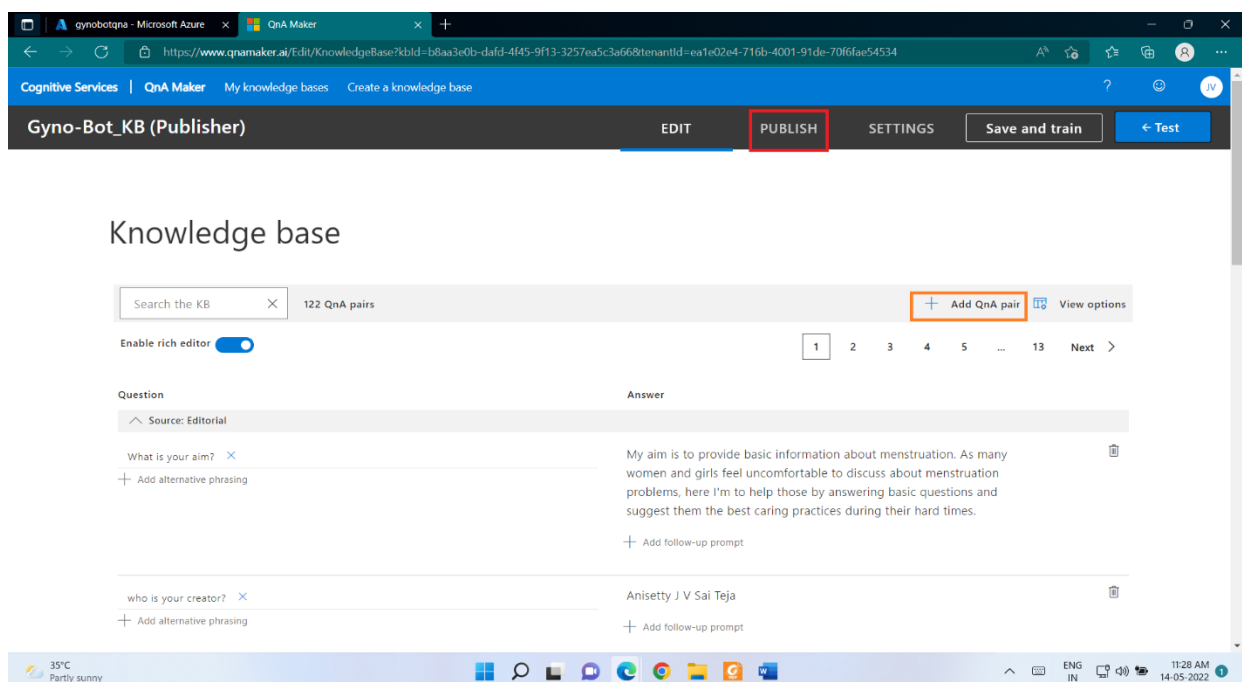 gynobotqna - Microsoft Azure
QnA Maker
https://www.qnamaker.ai/Edit/KnowledgeBase?kbId=b8aa3e0b-dafd-4f45-9f13-3257ea5c3a66&tenantId=ea1e02e4-716b-4001-91de-70f6fae54534
Cognitive Services | QnA Maker My knowledge bases Create a knowledge base ? JV
Gyno-Bot_KB (Publisher) EDIT PUBLISH SETTINGS Save and train ← Test
Knowledge base
Search the KB 122 QnA pairs + Add QnA pair View options
Enable rich editor 1 2 3 4 5 ... 13 Next >
Question Answer
Source: Editorial
What is your aim?
+ Add alternative phrasing
My aim is to provide basic information about menstruation. As many
women and girls feel uncomfortable to discuss about menstruation
problems, here I'm to help those by answering basic questions and
suggest them the best caring practices during their hard times.
+ Add follow-up prompt
who is your creator?
+ Add alternative phrasing
Anisetty J V Sai Teja
+ Add follow-up prompt
35°C
Partly sunny
ENG
IN
11:28 AM
14-05-2022
1